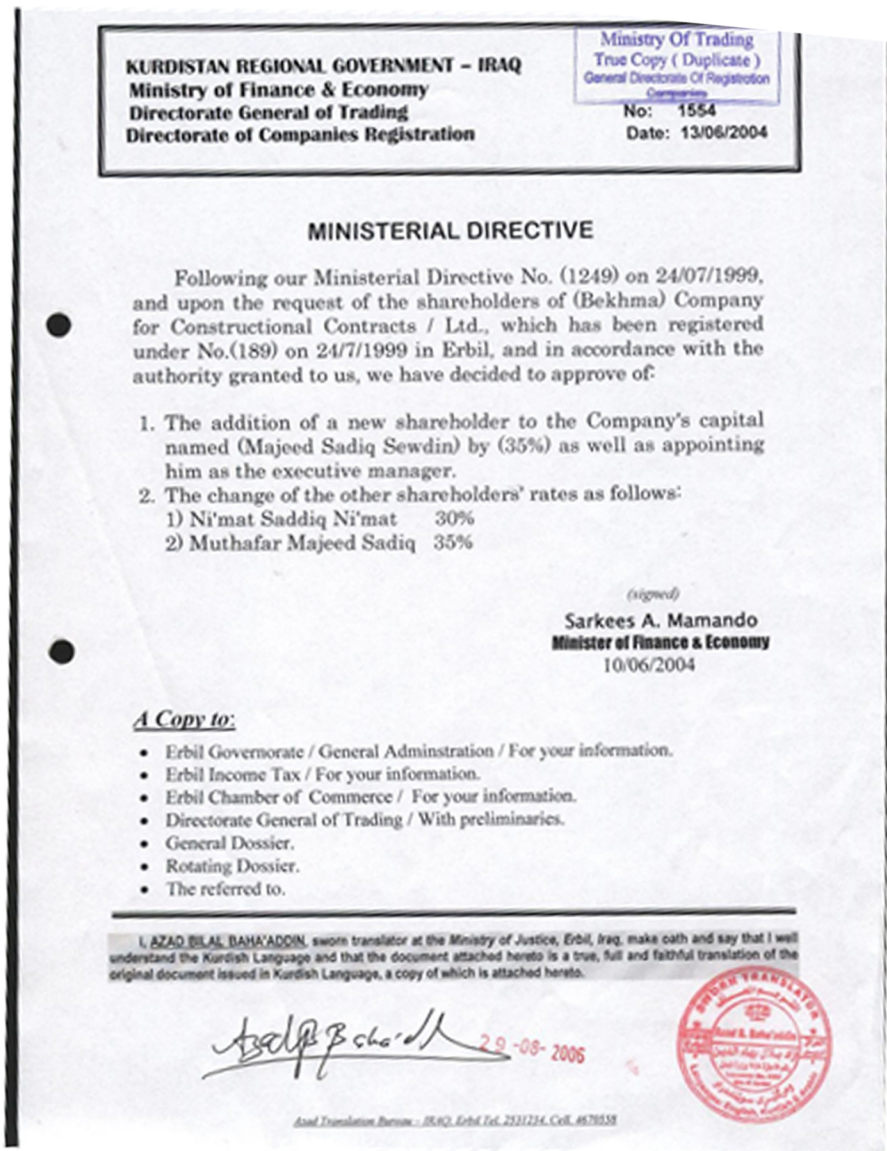 KURDISTAN REGIONAL GOVERNMENT – IRAQ
Ministry of Finance & Economy
Directorate General of Trading
Directorate of Companies Registration
Ministry Of Trading
True Copy ( Duplicate )
General Directorate Of Registration
Companies
No: 1554
Date: 13/06/2004
MINISTERIAL DIRECTIVE
Following our Ministerial Directive No. (1249) on 24/07/1999,
and upon the request of the shareholders of (Bekhma) Company
for Constructional Contracts / Ltd., which has been registered
under No.(189) on 24/7/1999 in Erbil, and in accordance with the
authority granted to us, we have decided to approve of:
1. The addition of a new shareholder to the Company's capital
named (Majeed Sadiq Sewdin) by (35%) as well as appointing
him as the executive manager.
2. The change of the other shareholders' rates as follows:
1) Ni'mat Saddiq Ni'mat 30%
2) Muthafar Majeed Sadiq 35%
(signed)
Sarkees A. Mamando
Minister of Finance & Economy
10/06/2004
A Copy to:
• Erbil Governorate / General Adminstration / For your information.
• Erbil Income Tax / For your information.
• Erbil Chamber of Commerce / For your information.
• Directorate General of Trading / With preliminaries.
• General Dossier.
• Rotating Dossier.
• The referred to.
I, AZAD BILAL BAHA'ADDIN, sworn translator at the Ministry of Justice, Erbil, Iraq, make oath and say that I well
understand the Kurdish Language and that the document attached hereto is a true, full and faithful translation of the
original document issued in Kurdish Language, a copy of which is attached hereto.
29-08-2006
SWORN TRANSLATOR
Azad Translation Bureau - IRAQ, Erbil Tel. 2531234, Cell. 4679558